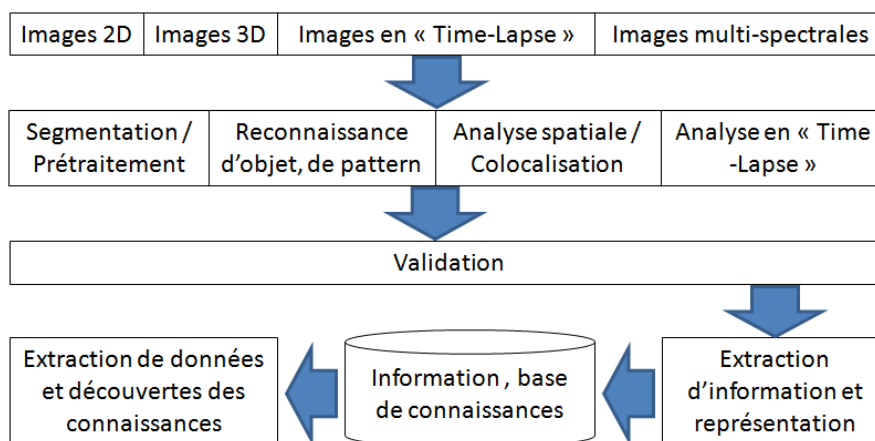 Images 2D
Images 3D
Images en « Time-Lapse »
Images multi-spectrales
Segmentation /
Prétraitement
Reconnaissance
d'objet, de pattern
Analyse spatiale /
Colocalisation
Analyse en « Time
-Lapse »
Validation
Extraction de données
et découvertes des
connaissances
Information , base
de connaissances
Extraction
d'information et
représentation